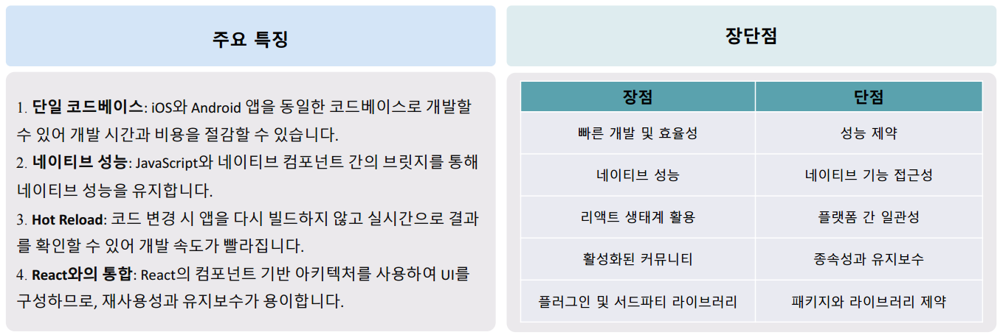 주요 특징
1. 단일 코드베이스: iOS와 Android 앱을 동일한 코드베이스로 개발할
수 있어 개발 시간과 비용을 절감할 수 있습니다.
2. 네이티브 성능: JavaScript와 네이티브 컴포넌트 간의 브릿지를 통해
네이티브 성능을 유지합니다.
3. Hot Reload: 코드 변경 시 앱을 다시 빌드하지 않고 실시간으로 결과
를 확인할 수 있어 개발 속도가 빨라집니다.
4. React와의 통합: React의 컴포넌트 기반 아키텍처를 사용하여 UI를
구성하므로, 재사용성과 유지보수가 용이합니다.
장단점
장점 단점
빠른 개발 및 효율성 성능 제약
네이티브 성능 네이티브 기능 접근성
리액트 생태계 활용 플랫폼 간 일관성
활성화된 커뮤니티 종속성과 유지보수
플러그인 및 서드파티 라이브러리 패키지와 라이브러리 제약